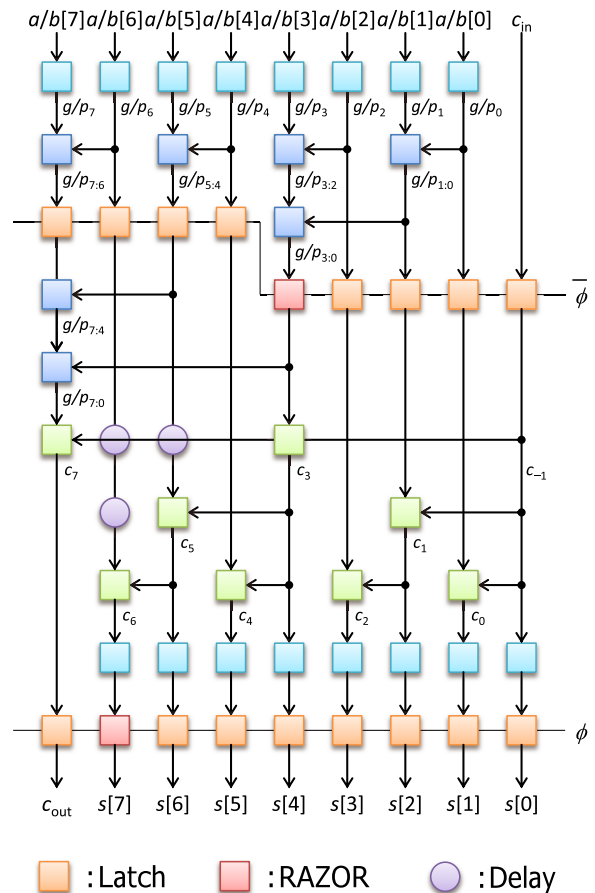 a/b[7] a/b[6] a/b[5] a/b[4] a/b[3] a/b[2] a/b[1] a/b[0] c_in
g/p_7 g/p_6 g/p_5 g/p_4 g/p_3 g/p_2 g/p_1 g/p_0
g/p_7:6 g/p_5:4 g/p_3:2 g/p_1:0
g/p_3:0
ϕ̅
g/p_7:4
g/p_7:0
c_7 c_3 c_−1
c_5 c_1
c_6 c_4 c_2 c_0
ϕ
c_out s[7] s[6] s[5] s[4] s[3] s[2] s[1] s[0]
:Latch :RAZOR :Delay